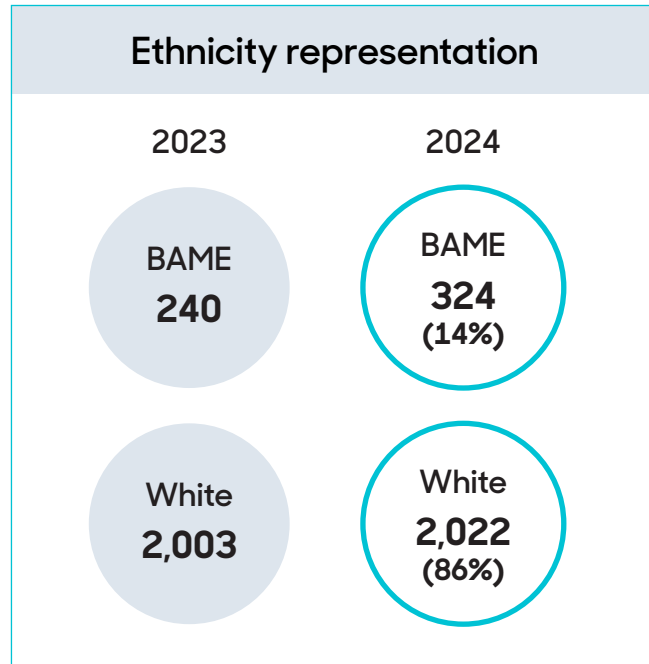 Ethnicity representation
2023
2024
BAME
240
BAME
324
(14%)
White
2,003
White
2,022
(86%)